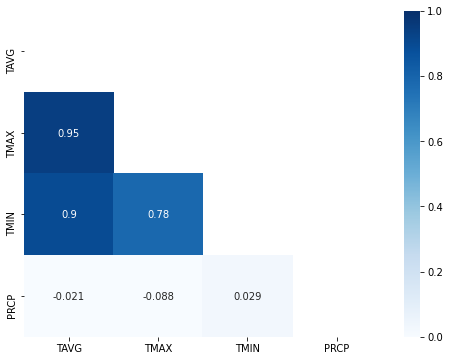 TAVG
TMAX
TMIN
PRCP
0.95
0.9 0.78
-0.021 -0.088 0.029
TAVG TMAX TMIN PRCP
1.0
0.8
0.6
0.4
0.2
0.0